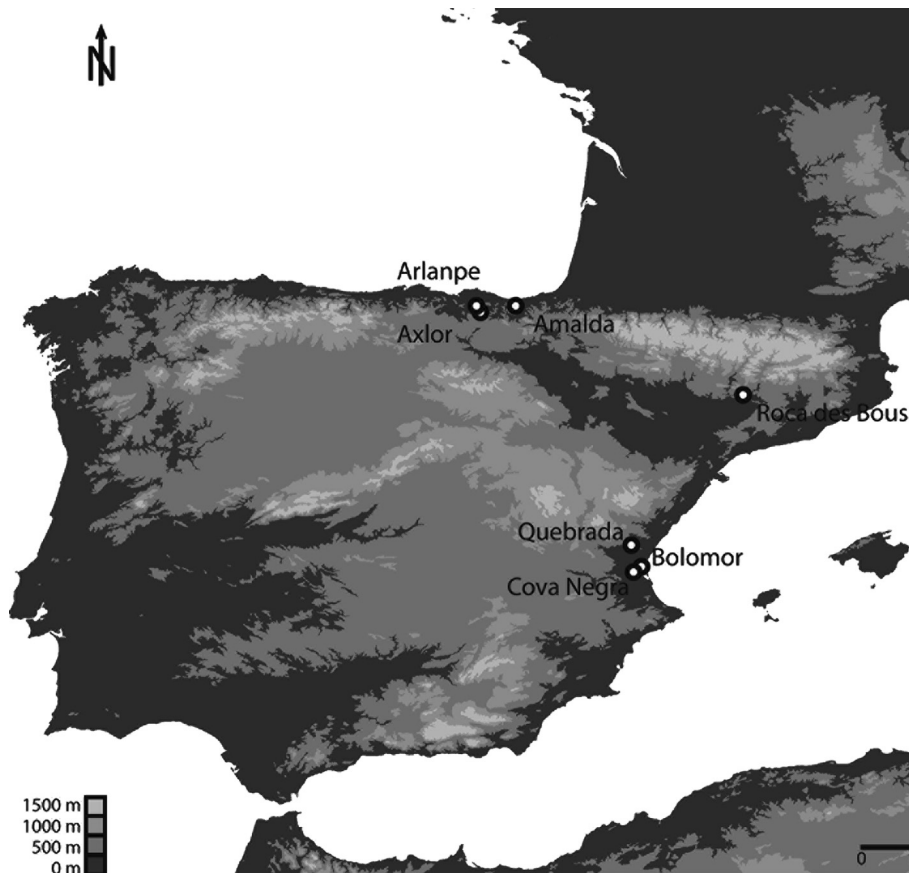 N
Arlanpe
Axlor
Amalda
Roca des Bous
Quebrada
Bolomor
Cova Negra
1500 m
1000 m
500 m
0 m
0